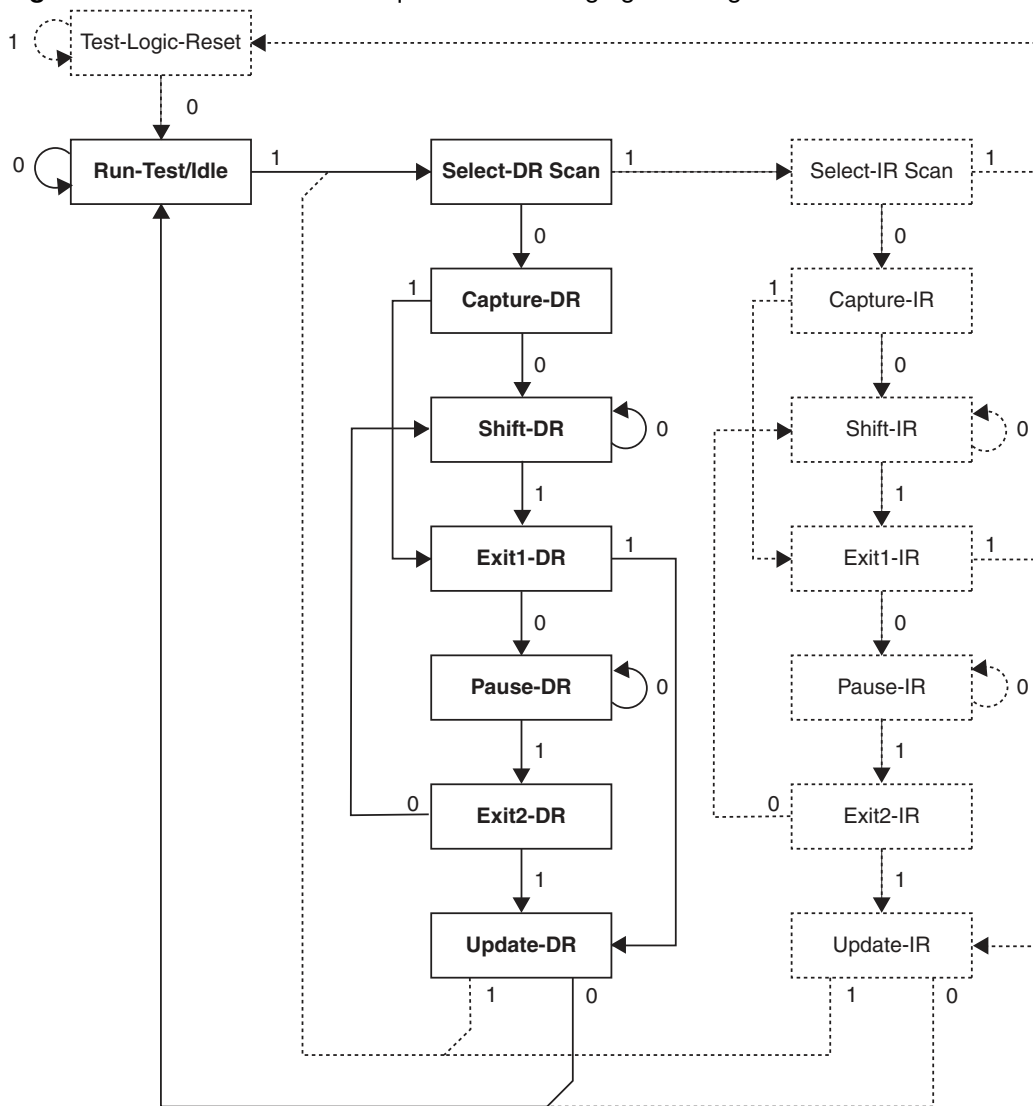 1 Test-Logic-Reset
0
0 Run-Test/Idle 1 Select-DR Scan 1 Select-IR Scan 1
0 0
1 Capture-DR 1 Capture-IR
0 0
Shift-DR 0 Shift-IR 0
1 1
Exit1-DR 1 Exit1-IR 1
0 0
Pause-DR 0 Pause-IR 0
1 1
0 Exit2-DR 0 Exit2-IR
1 1
Update-DR Update-IR
1 0 1 0